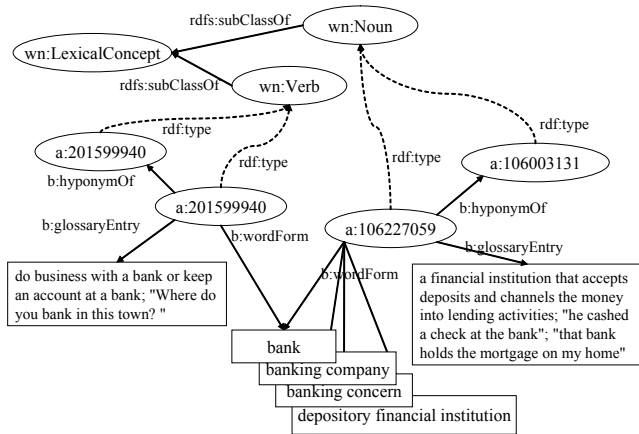 rdfs:subClassOf
wn:Noun
wn:LexicalConcept
rdfs:subClassOf
wn:Verb
rdf:type
rdf:type
a:201599940
b:hyponymOf
rdf:type
rdf:type
a:106003131
a:201599940
b:hyponymOf
b:glossaryEntry
a:106227059
b:wordForm
b:glossaryEntry
b:wordForm
do business with a bank or keep
an account at a bank; "Where do
you bank in this town? "
a financial institution that accepts
deposits and channels the money
into lending activities; "he cashed
a check at the bank"; "that bank
holds the mortgage on my home"
bank
banking company
banking concern
depository financial institution